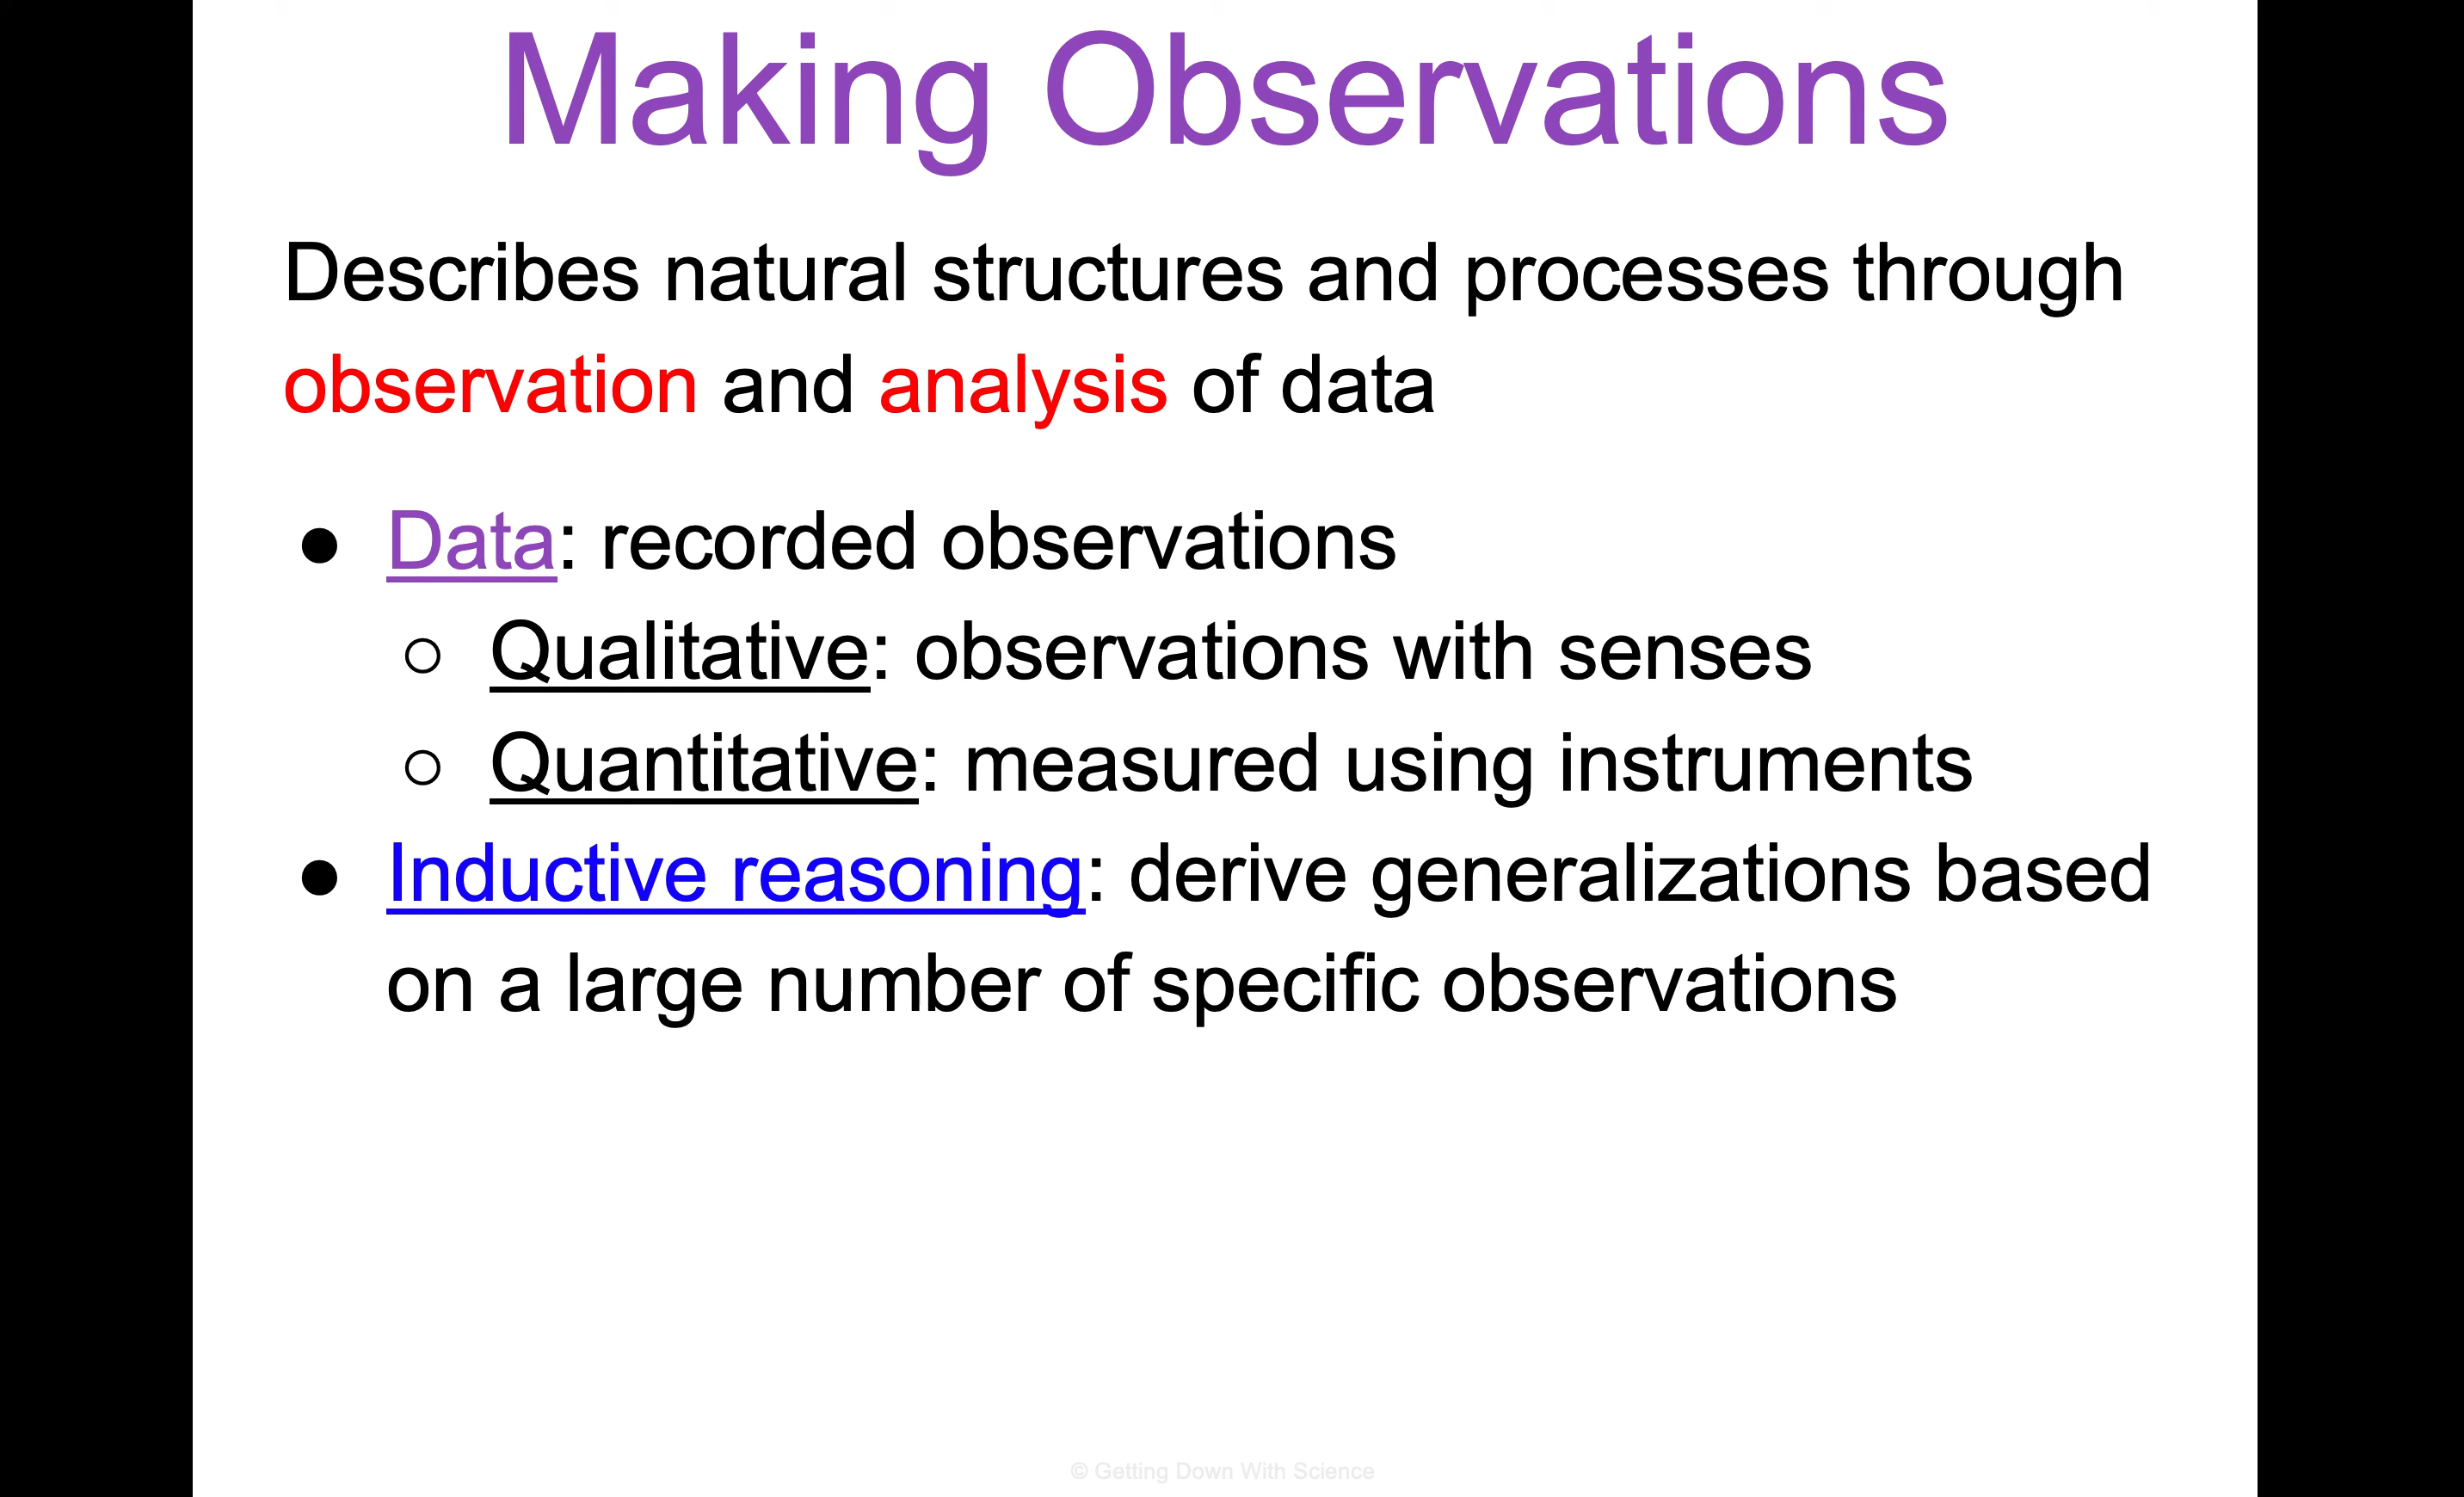 Making Observations
Describes natural structures and processes through
observation and analysis of data
● Data: recorded observations
○ Qualitative: observations with senses
○ Quantitative: measured using instruments
● Inductive reasoning: derive generalizations based
on a large number of specific observations
© Getting Down With Science